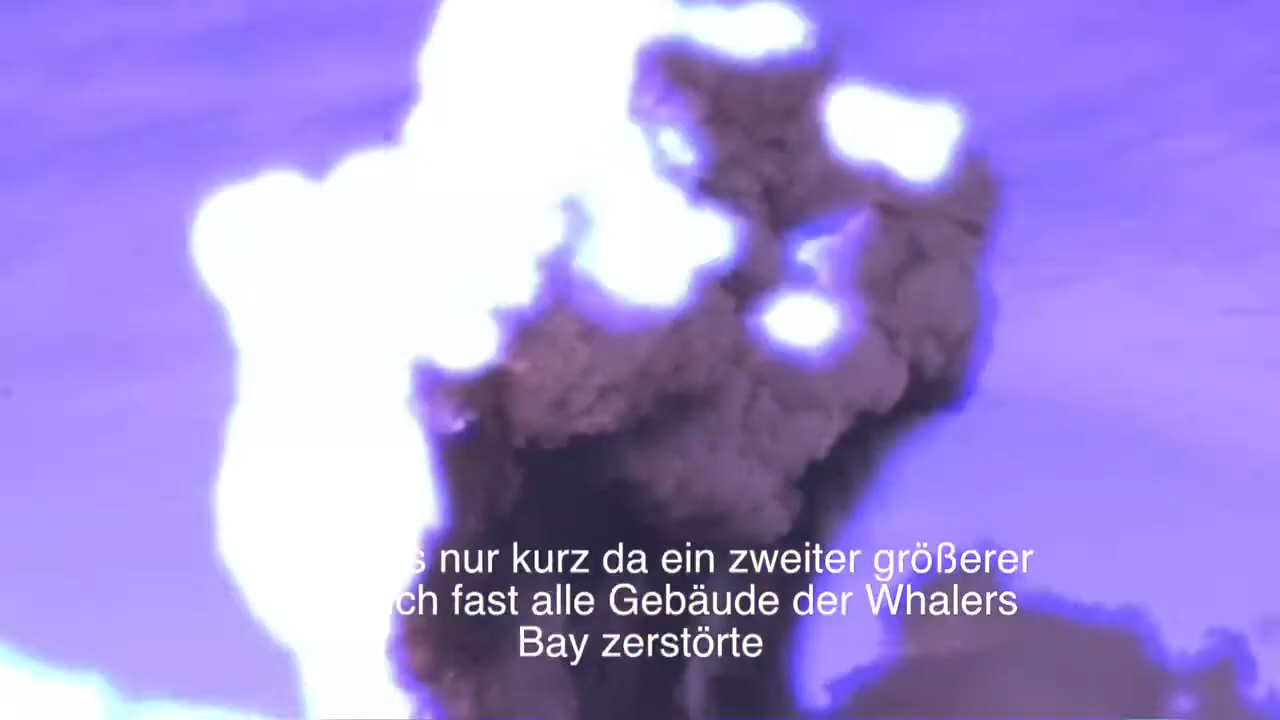 nur kurz da ein zweiter größerer
fast alle Gebäude der Whalers
Bay zerstörte